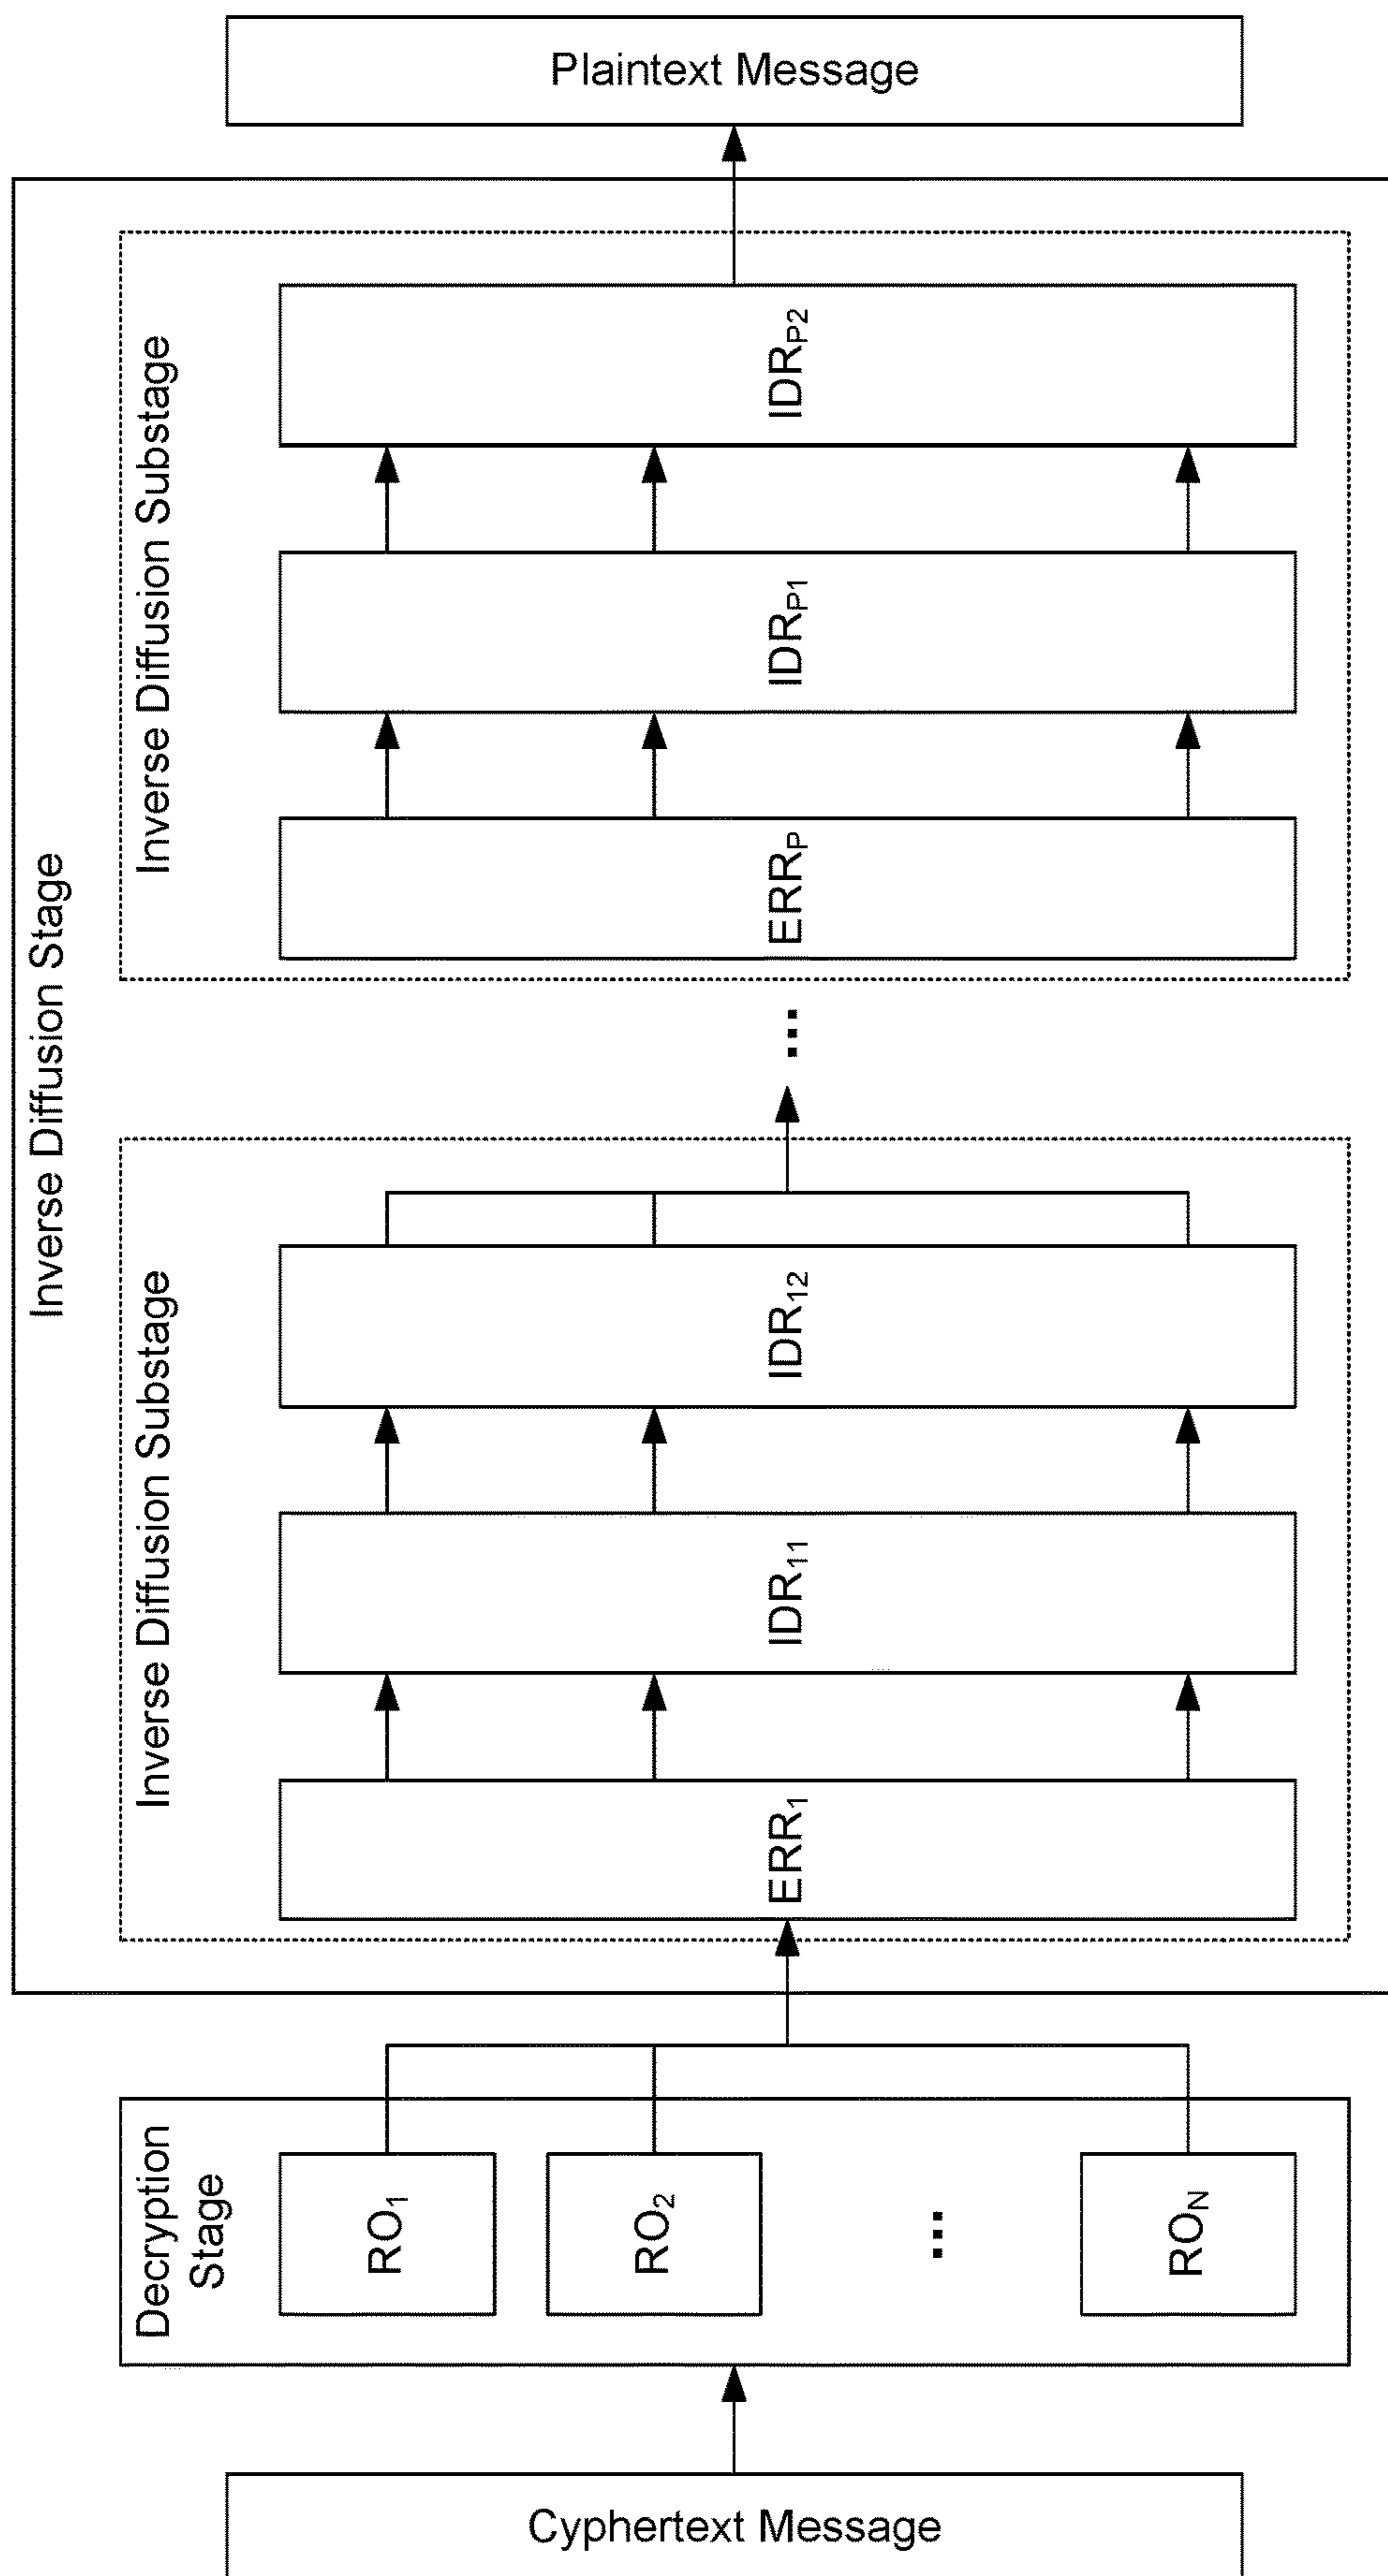 Plaintext Message
Inverse Diffusion Stage
Inverse Diffusion Substage
IDR_P2
IDR_P1
ERR_P
...
Inverse Diffusion Substage
IDR_12
IDR_11
ERR_1
Decryption
Stage
RO_1
RO_2
...
RO_N
Cyphertext Message